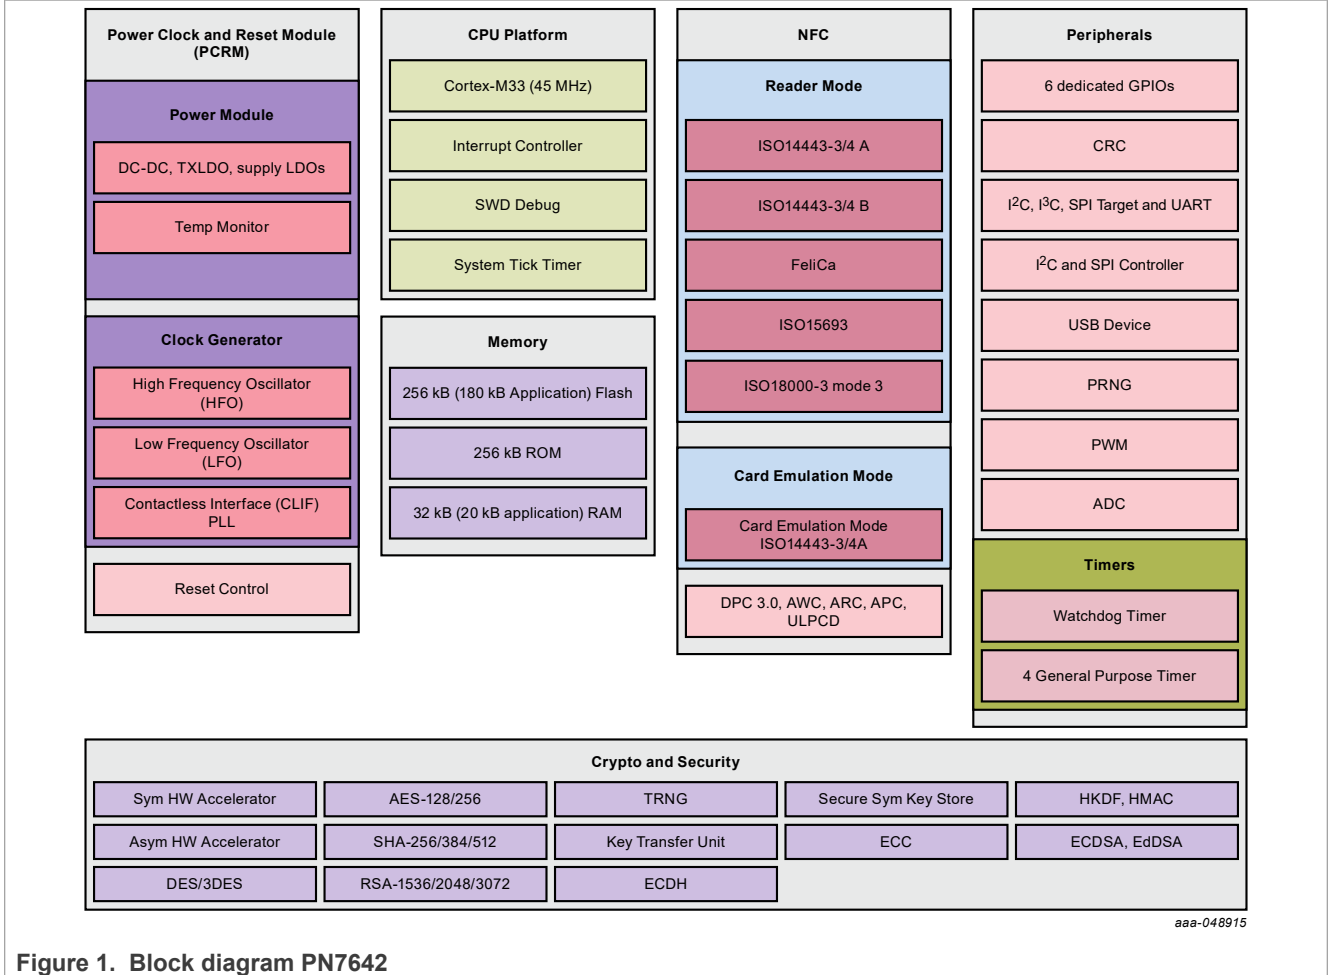 Power Clock and Reset Module
(PCRM)
Power Module
DC-DC, TXLDO, supply LDOs
Temp Monitor
Clock Generator
High Frequency Oscillator
(HFO)
Low Frequency Oscillator
(LFO)
Contactless Interface (CLIF)
PLL
Reset Control
CPU Platform
Cortex-M33 (45 MHz)
Interrupt Controller
SWD Debug
System Tick Timer
Memory
256 kB (180 kB Application) Flash
256 kB ROM
32 kB (20 kB application) RAM
NFC
Reader Mode
ISO14443-3/4 A
ISO14443-3/4 B
FeliCa
ISO15693
ISO18000-3 mode 3
Card Emulation Mode
Card Emulation Mode
ISO14443-3/4A
DPC 3.0, AWC, ARC, APC,
ULPCD
Peripherals
6 dedicated GPIOs
CRC
I²C, I³C, SPI Target and UART
I²C and SPI Controller
USB Device
PRNG
PWM
ADC
Timers
Watchdog Timer
4 General Purpose Timer
Crypto and Security
Sym HW Accelerator
AES-128/256
TRNG
Secure Sym Key Store
HKDF, HMAC
Asym HW Accelerator
SHA-256/384/512
Key Transfer Unit
ECC
ECDSA, EdDSA
DES/3DES
RSA-1536/2048/3072
ECDH
aaa-048915
Figure 1. Block diagram PN7642